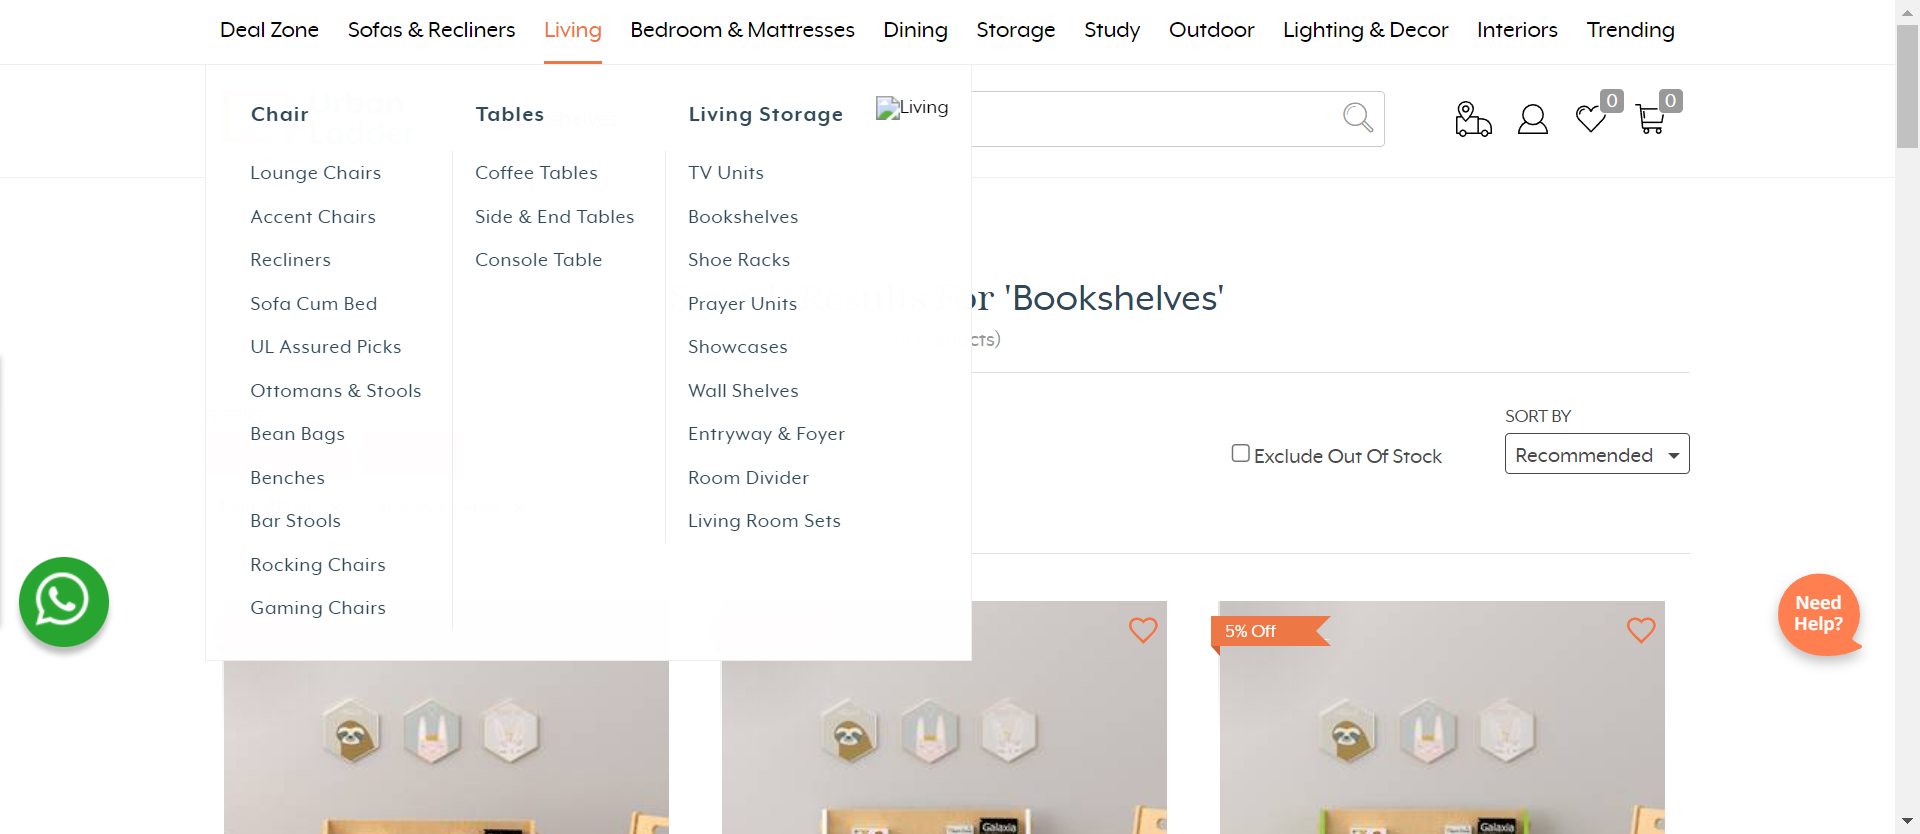 Deal Zone Sofas & Recliners Living Bedroom & Mattresses Dining Storage Study Outdoor Lighting & Decor Interiors Trending
Chair
Lounge Chairs
Accent Chairs
Recliners
Sofa Cum Bed
UL Assured Picks
Ottomans & Stools
Bean Bags
Benches
Bar Stools
Rocking Chairs
Gaming Chairs
Tables
Coffee Tables
Side & End Tables
Console Table
Living Storage
TV Units
Bookshelves
Shoe Racks
Prayer Units
Showcases
Wall Shelves
Entryway & Foyer
Room Divider
Living Room Sets
Living
0 0
'Bookshelves'
cts)
Exclude Out Of Stock
SORT BY
Recommended
5% Off
Galaxia
Galaxia
Need
Help?